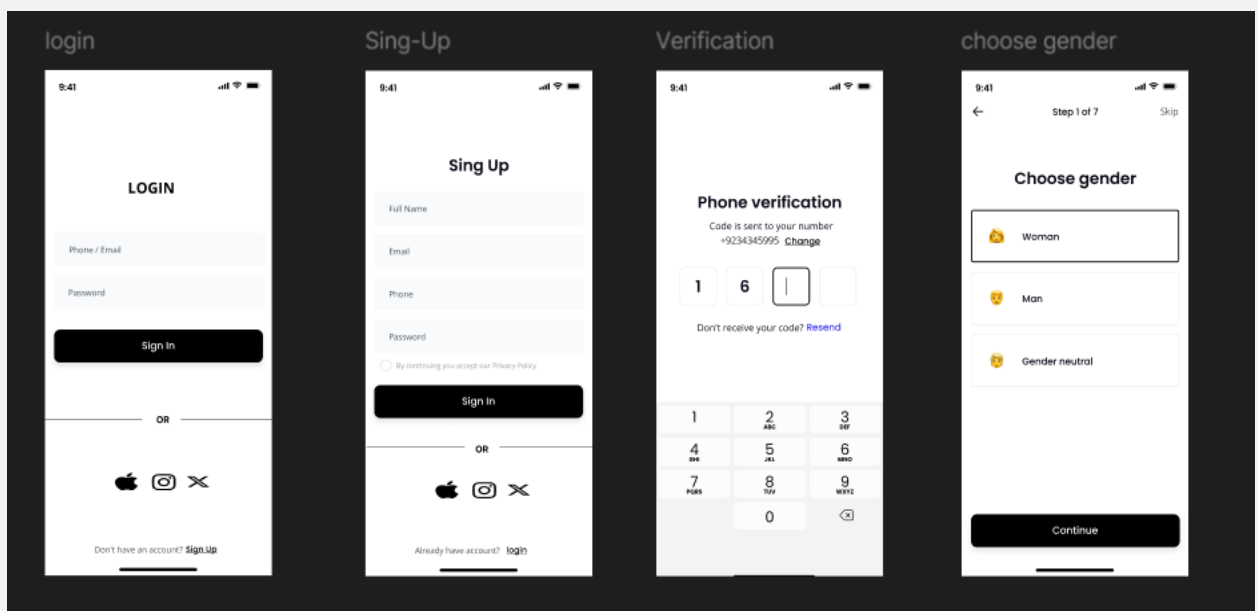 login
9:41
LOGIN
Phone / Email
Password
Sign In
OR
Don't have an account? Sign Up
Sing-Up
9:41
Sing Up
Full Name
Email
Phone
Password
By continuing you accept our Privacy Policy
Sign In
OR
Already have account? login
Verification
9:41
Phone verification
Code is sent to your number
+9234345995 Change
1 6
Don't receive your code? Resend
1 2 3
ABC DEF
4 5 6
GHI JKL MNO
7 8 9
PQRS TUV WXYZ
0
choose gender
9:41
Step 1 of 7 Skip
Choose gender
Woman
Man
Gender neutral
Continue